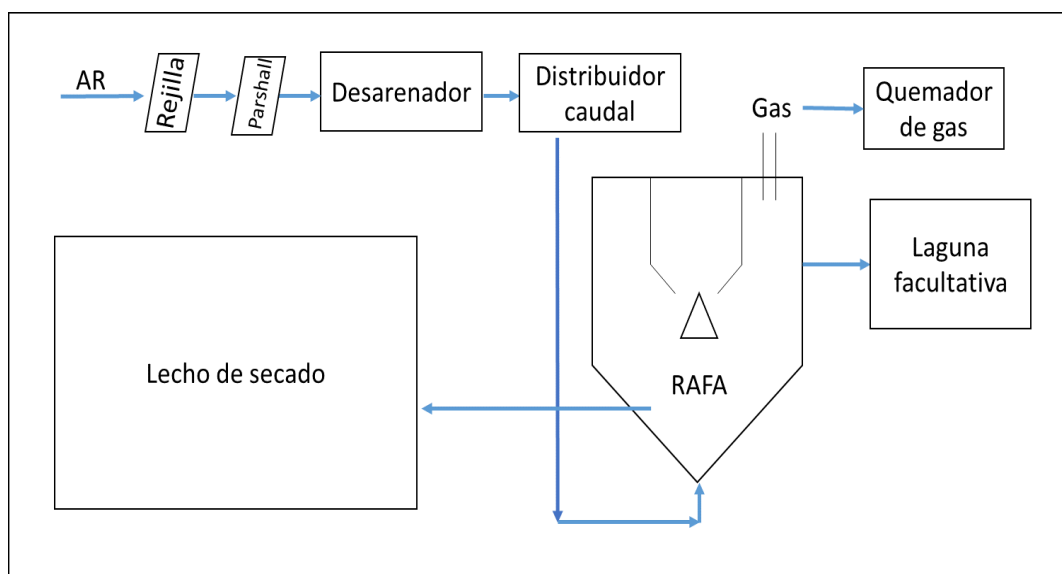 AR
Rejilla
Parshall
Desarenador
Distribuidor
caudal
Gas
Quemador
de gas
Laguna
facultativa
Lecho de secado
RAFA